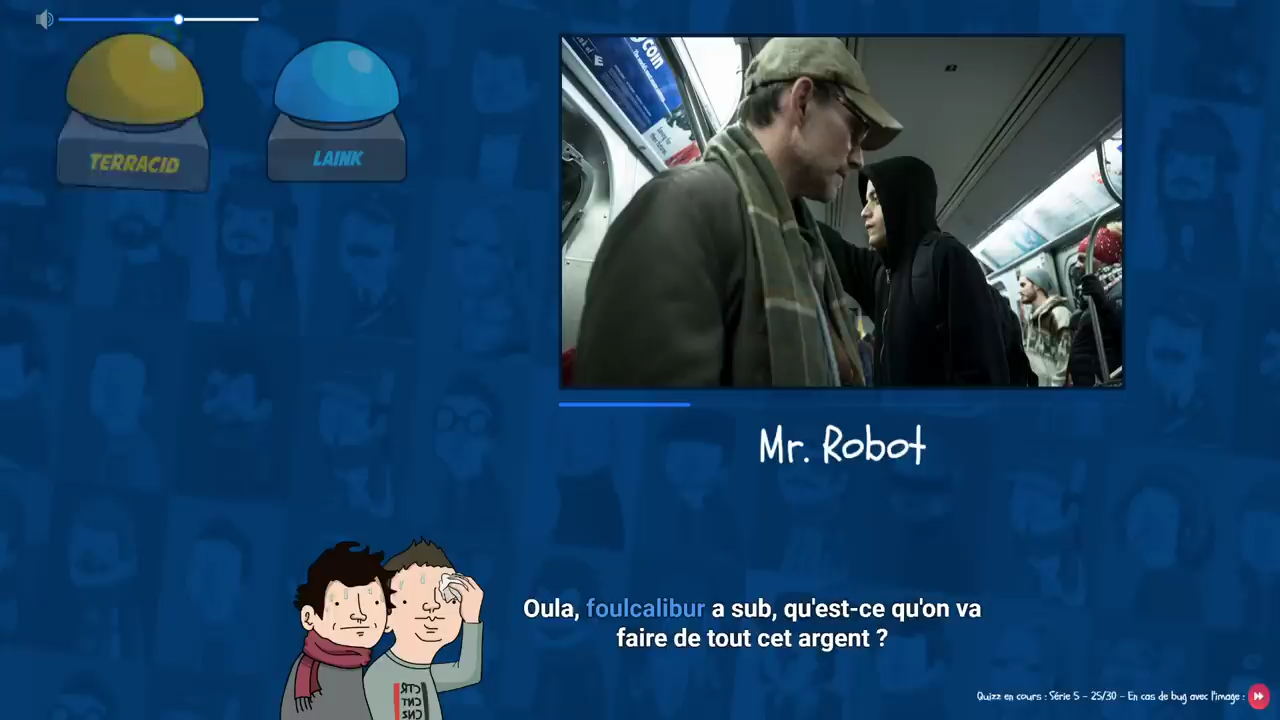 TERRACID
LAINK
coin
Mr. Robot
Oula, foulcalibur a sub, qu'est-ce qu'on va
faire de tout cet argent ?
Quizz en cours : Série S - 25/30 - En cas de bug avec l'image :